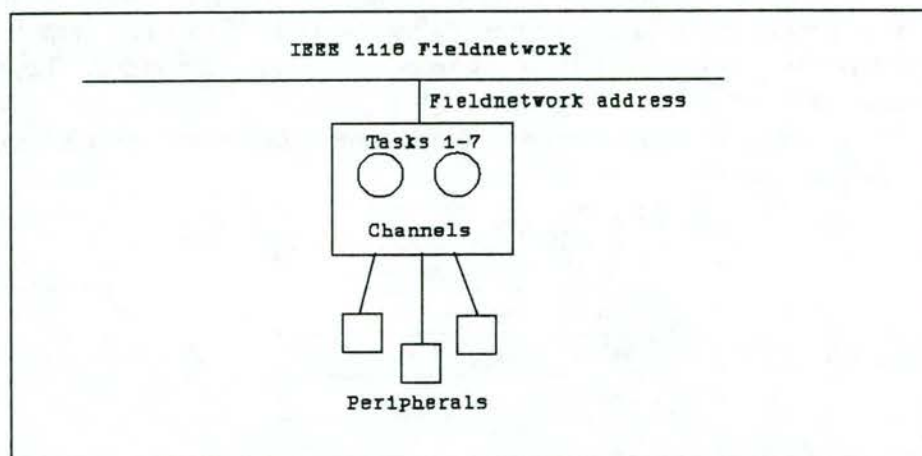 IEEE 1118 Fieldnetwork
Fieldnetwork address
Tasks 1-7
Channels
Peripherals